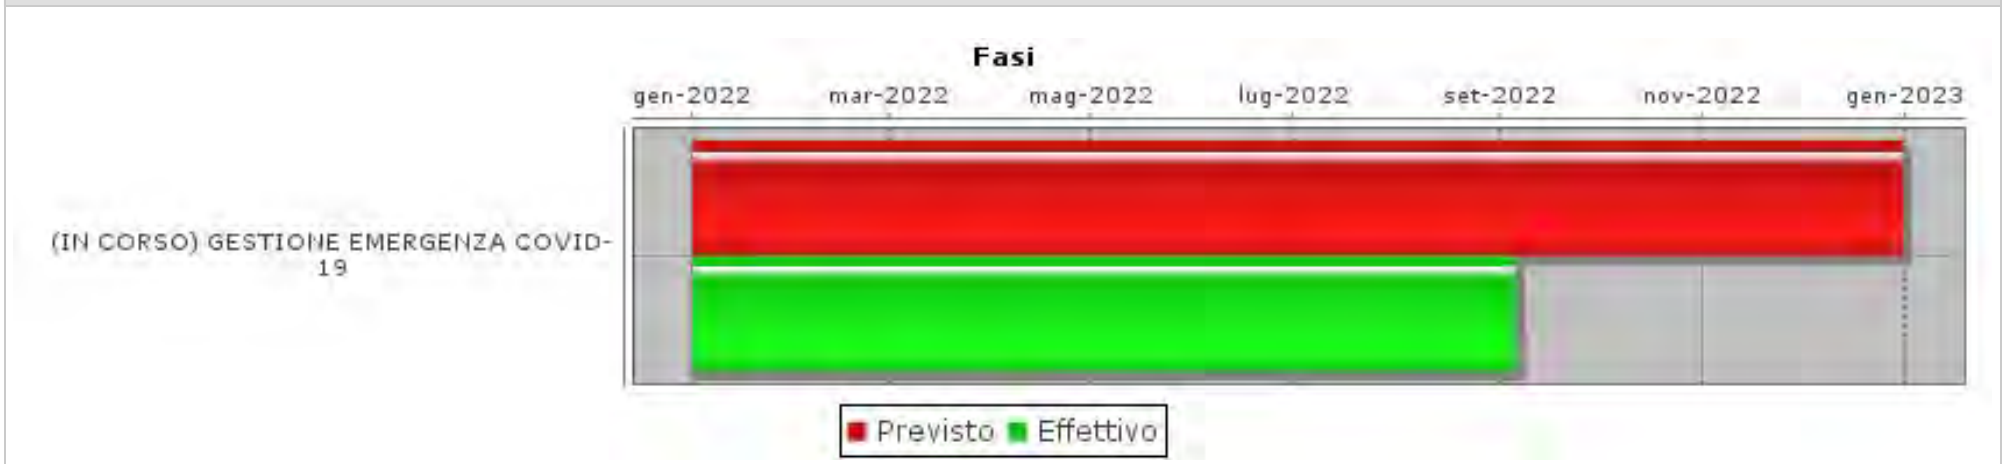 Fasi
gen-2022 mar-2022 mag-2022 lug-2022 set-2022 nov-2022 gen-2023
(IN CORSO) GESTIONE EMERGENZA COVID-
19
Previsto Effettivo